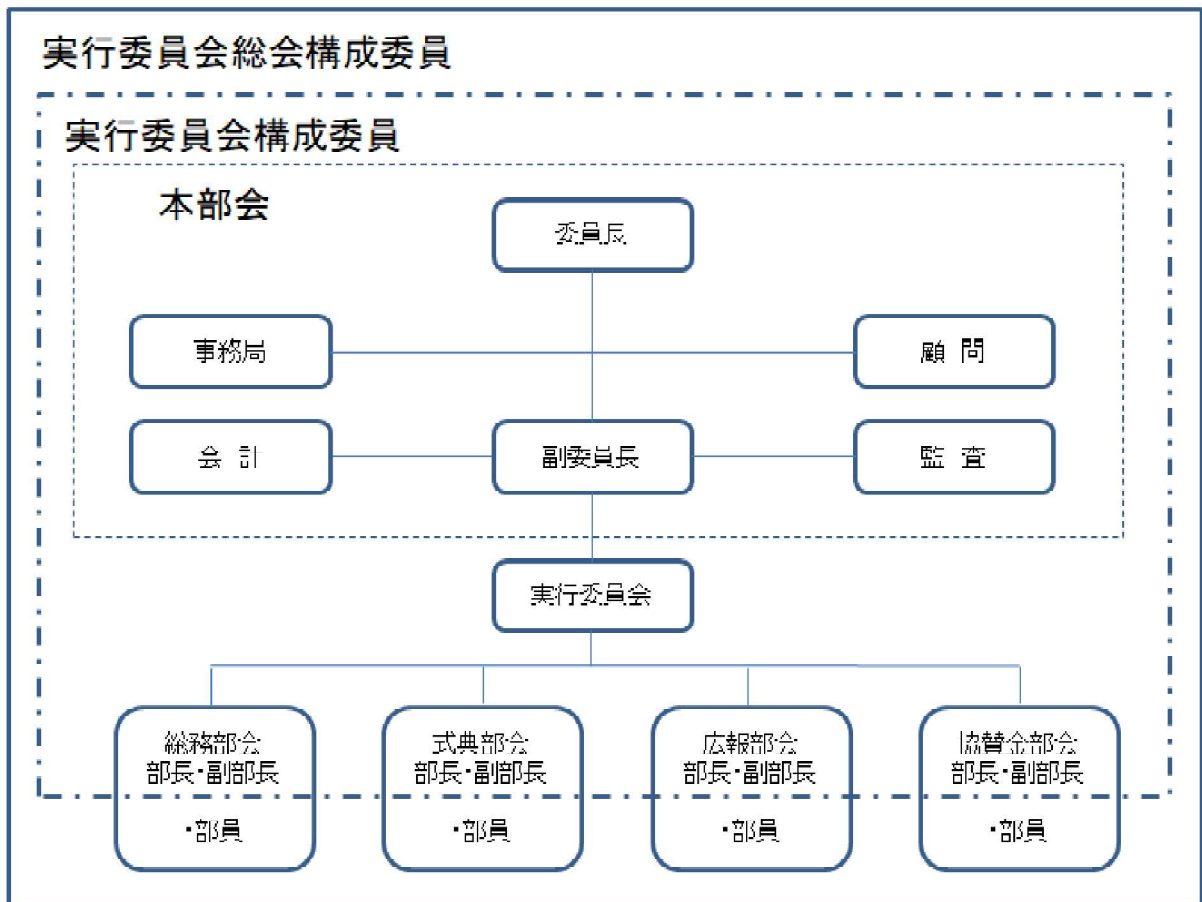 実行委員会総会構成委員
実行委員会構成委員
本部会
委員長
事務局
顧 問
会 計
副委員長
監 査
実行委員会
総務部会
部長・副部長
・部員
式典部会
部長・副部長
・部員
広報部会
部長・副部長
・部員
協賛金部会
部長・副部長
・部員